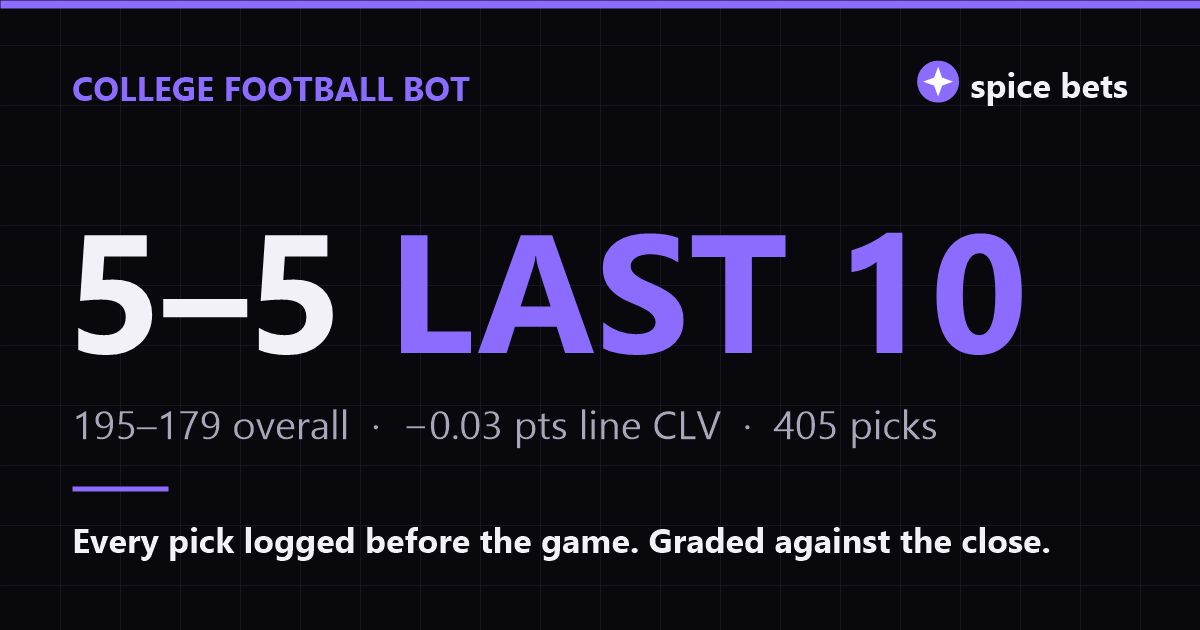 COLLEGE FOOTBALL BOT
spice bets
5–5 LAST 10
195–179 overall · −0.03 pts line CLV · 405 picks
Every pick logged before the game. Graded against the close.